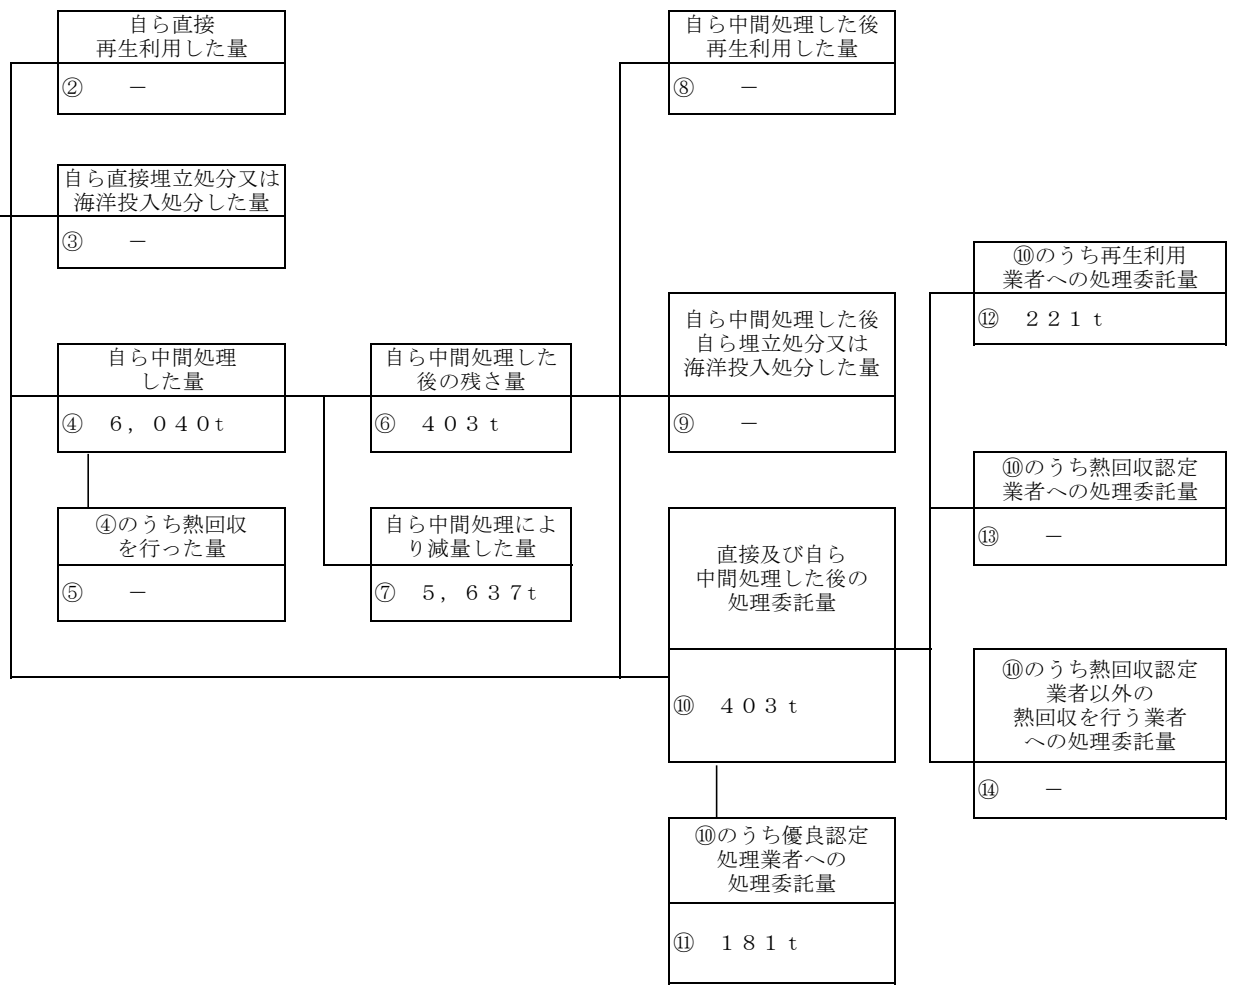 自ら直接
再生利用した量
② －
自ら中間処理した後
再生利用した量
⑧ －
自ら直接埋立処分又は
海洋投入処分した量
③ －
⑩のうち再生利用
業者への処理委託量
⑫ ２２１ｔ
自ら中間処理した後
自ら埋立処分又は
海洋投入処分した量
⑨ －
自ら中間処理
した量
④ ６，０４０t
自ら中間処理した
後の残さ量
⑥ ４０３ｔ
⑩のうち熱回収認定
業者への処理委託量
⑬ －
④のうち熱回収
を行った量
⑤ －
自ら中間処理によ
り減量した量
⑦ ５，６３７t
直接及び自ら
中間処理した後の
処理委託量
⑩ ４０３ｔ
⑩のうち熱回収認定
業者以外の
熱回収を行う業者
への処理委託量
⑭ －
⑩のうち優良認定
処理業者への
処理委託量
⑪ １８１ｔ